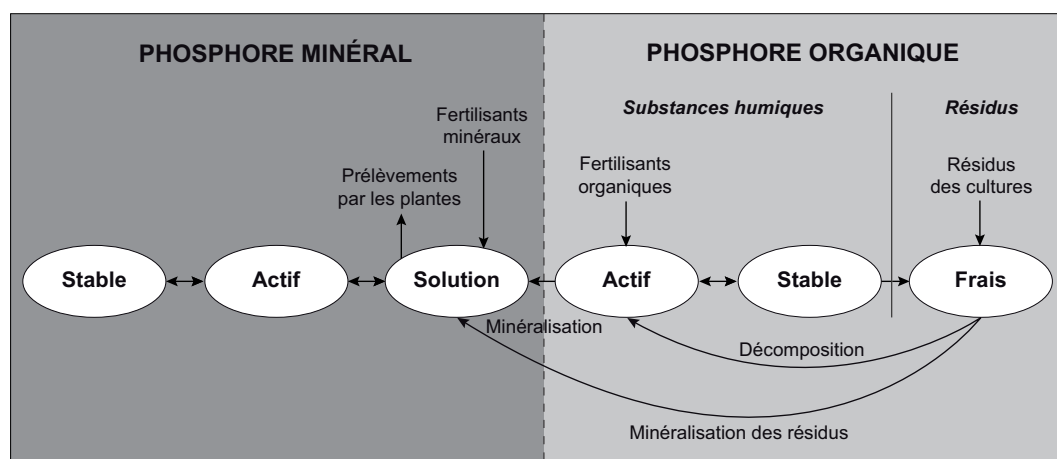 PHOSPHORE MINÉRAL
PHOSPHORE ORGANIQUE
Substances humiques
Résidus
Fertilisants
minéraux
Prélèvements
par les plantes
Fertilisants
organiques
Résidus
des cultures
Stable
Actif
Solution
Actif
Stable
Frais
Minéralisation
Décomposition
Minéralisation des résidus